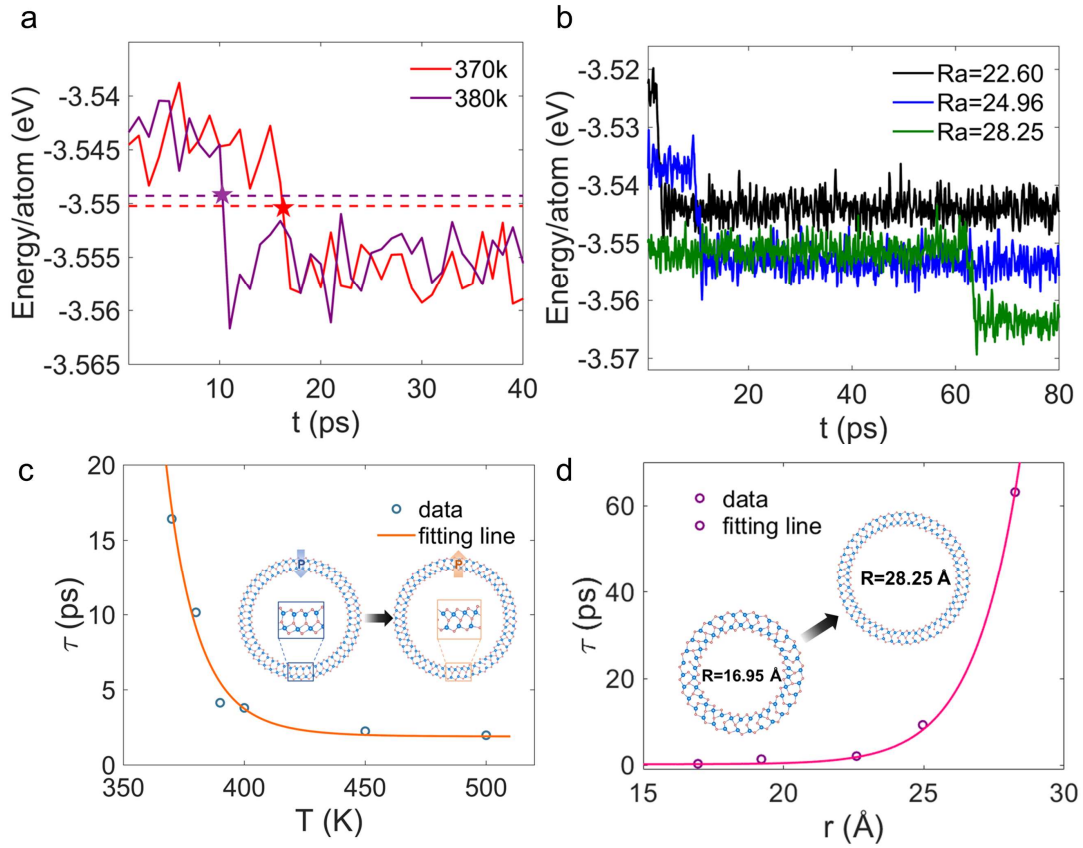 a
370k
380k
-3.54
-3.545
-3.55
-3.555
-3.56
-3.565
Energy/atom (eV)
10
20
30
40
t (ps)
b
Ra=22.60
Ra=24.96
Ra=28.25
-3.52
-3.53
-3.54
-3.55
-3.56
-3.57
Energy/atom (eV)
20
40
60
80
t (ps)
c
20
15
10
5
0
τ (ps)
data
fitting line
P
P
350
400
450
500
T (K)
d
60
40
20
0
τ (ps)
data
fitting line
R=28.25 Å
R=16.95 Å
15
20
25
30
r (Å)